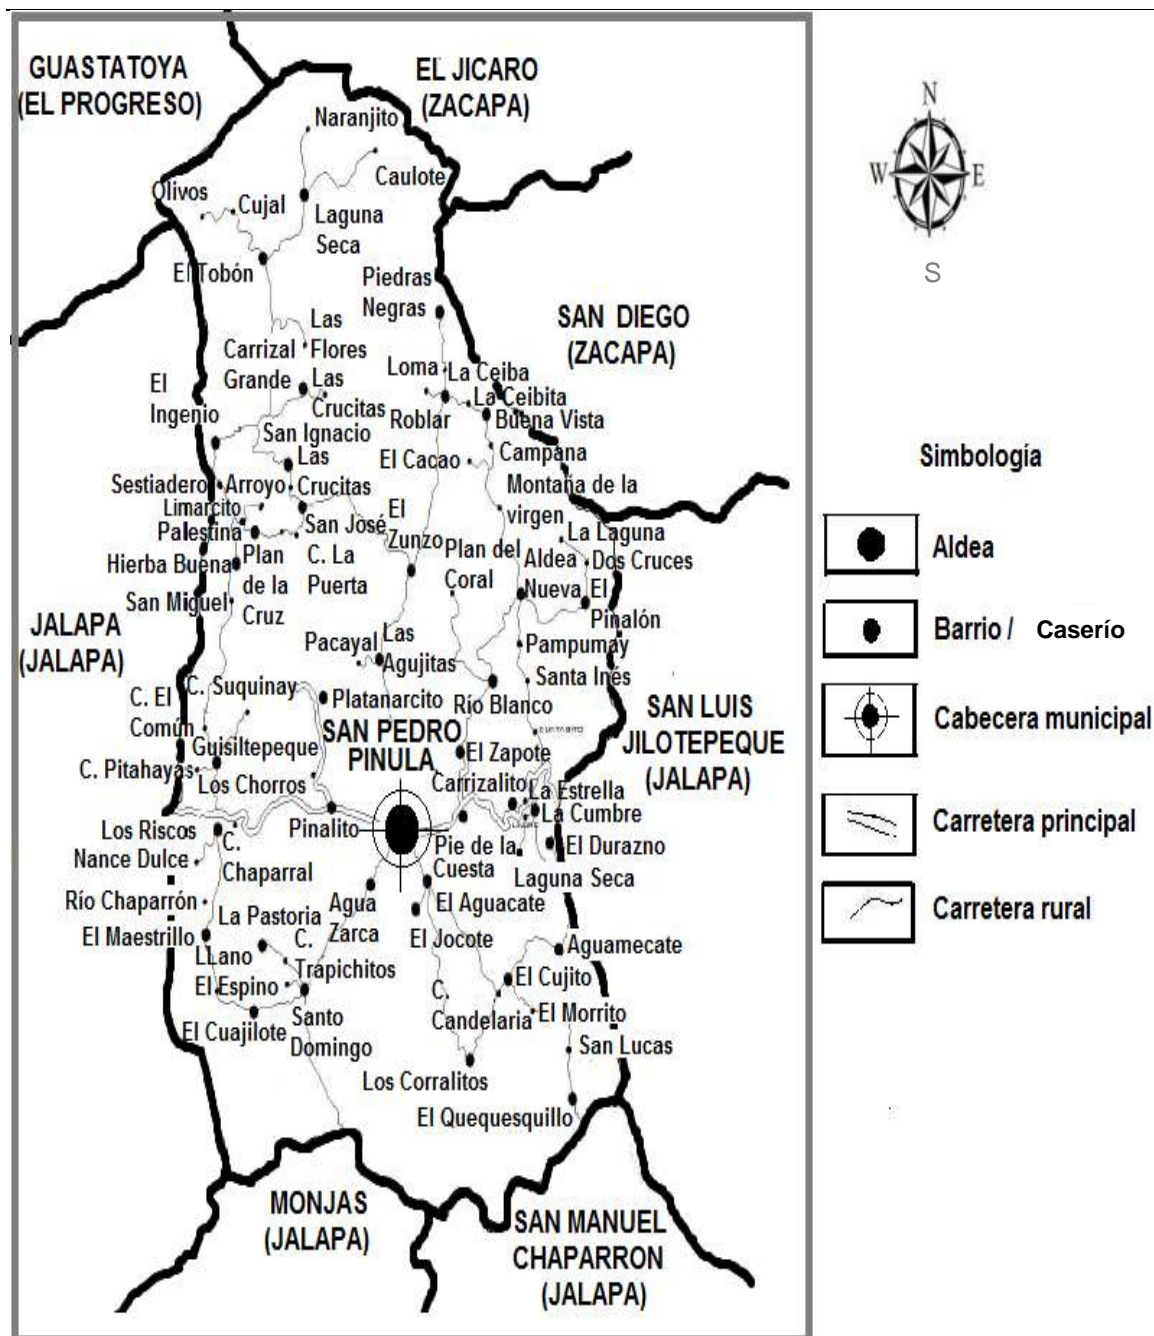 GUASTATOYA
(EL PROGRESO)
EL JICARO
(ZACAPA)
Naranjito
Caulote
Olivos
Cujal
Laguna
Seca
El Tobón
Piedras
Negras
SAN DIEGO
(ZACAPA)
Las
Flores
Carrizal
Grande
Las
Crucitas
Loma
La Ceiba
La Ceibita
Roblar
Buena Vista
El
Ingenio
San Ignacio
Las
Crucitas
El Cacao
Campana
Sestiadero
Arroyo
Limarcito
Palestina
San José
El
Zunzo
Montaña de la
virgen
La Laguna
Dos Cruces
Hierba Buena
Plan
de la
Cruz
C. La
Puerta
Plan del
Coral
Aldea
Nueva
El
Pinalón
San Miguel
JALAPA
(JALAPA)
Pacayal
Las
Agujitas
Pampumay
Santa Inés
C. El
Común
C. Suquinay
Platanarcito
Río Blanco
SAN LUIS
JILOTEPEQUE
(JALAPA)
SAN PEDRO
PINULA
Guisiltepeque
El Zapote
C. Pitahayas
Los Chorros
Carrizalito
La Estrella
La Cumbre
Los Riscos
Pinalito
Pie de la
Cuesta
El Durazno
Nance Dulce
C.
Chaparral
Laguna Seca
Río Chaparrón
La Pastoria
Agua
Zarca
El Aguacate
El Maestrillo
LLano
C.
Trapichitos
El Jocote
Aguamecate
El Espino
El Cujito
El Cuajilote
Santo
Domingo
C.
Candelaria
El Morrito
San Lucas
Los Corralitos
El Quequesquillo
MONJAS
(JALAPA)
SAN MANUEL
CHAPARRON
(JALAPA)
N
W
E
S
Simbología
Aldea
Barrio / Caserío
Cabecera municipal
Carretera principal
Carretera rural